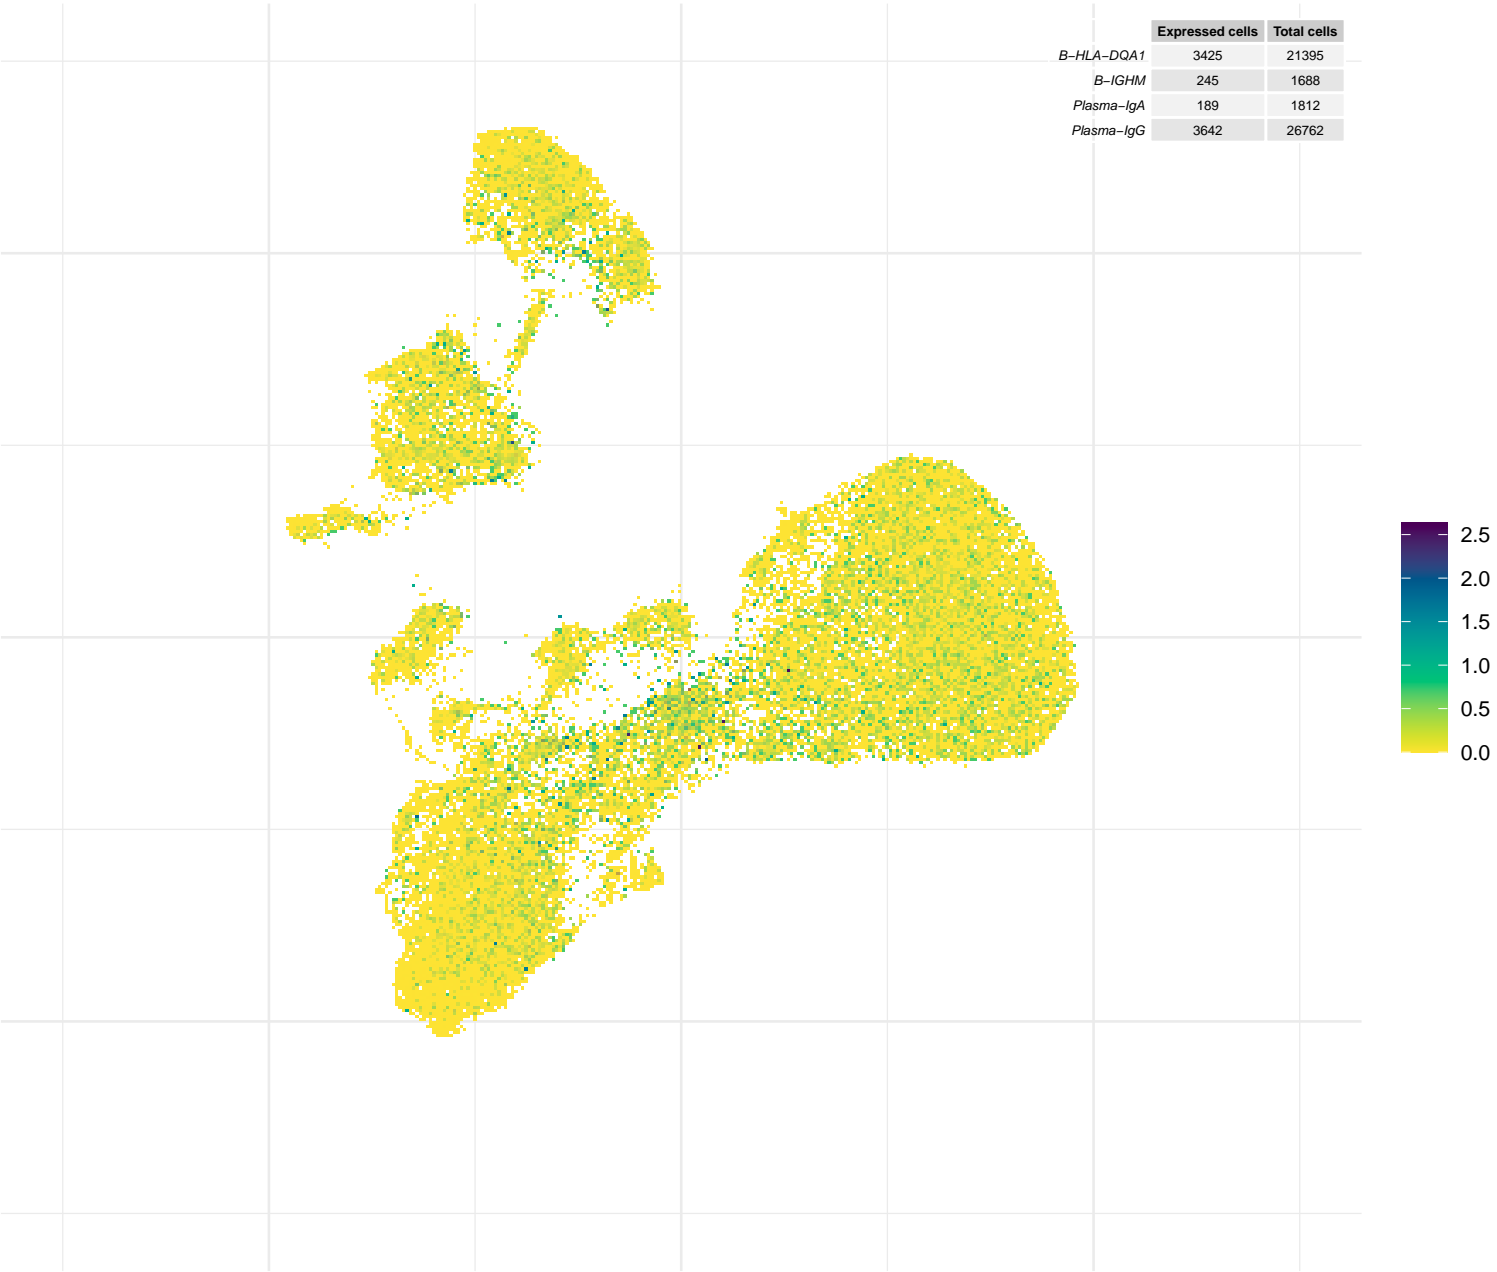 Expressed cells Total cells
B−HLA−DQA1 3425 21395
B−IGHM 245 1688
Plasma−IgA 189 1812
Plasma−IgG 3642 26762
2.5
2.0
1.5
1.0
0.5
0.0